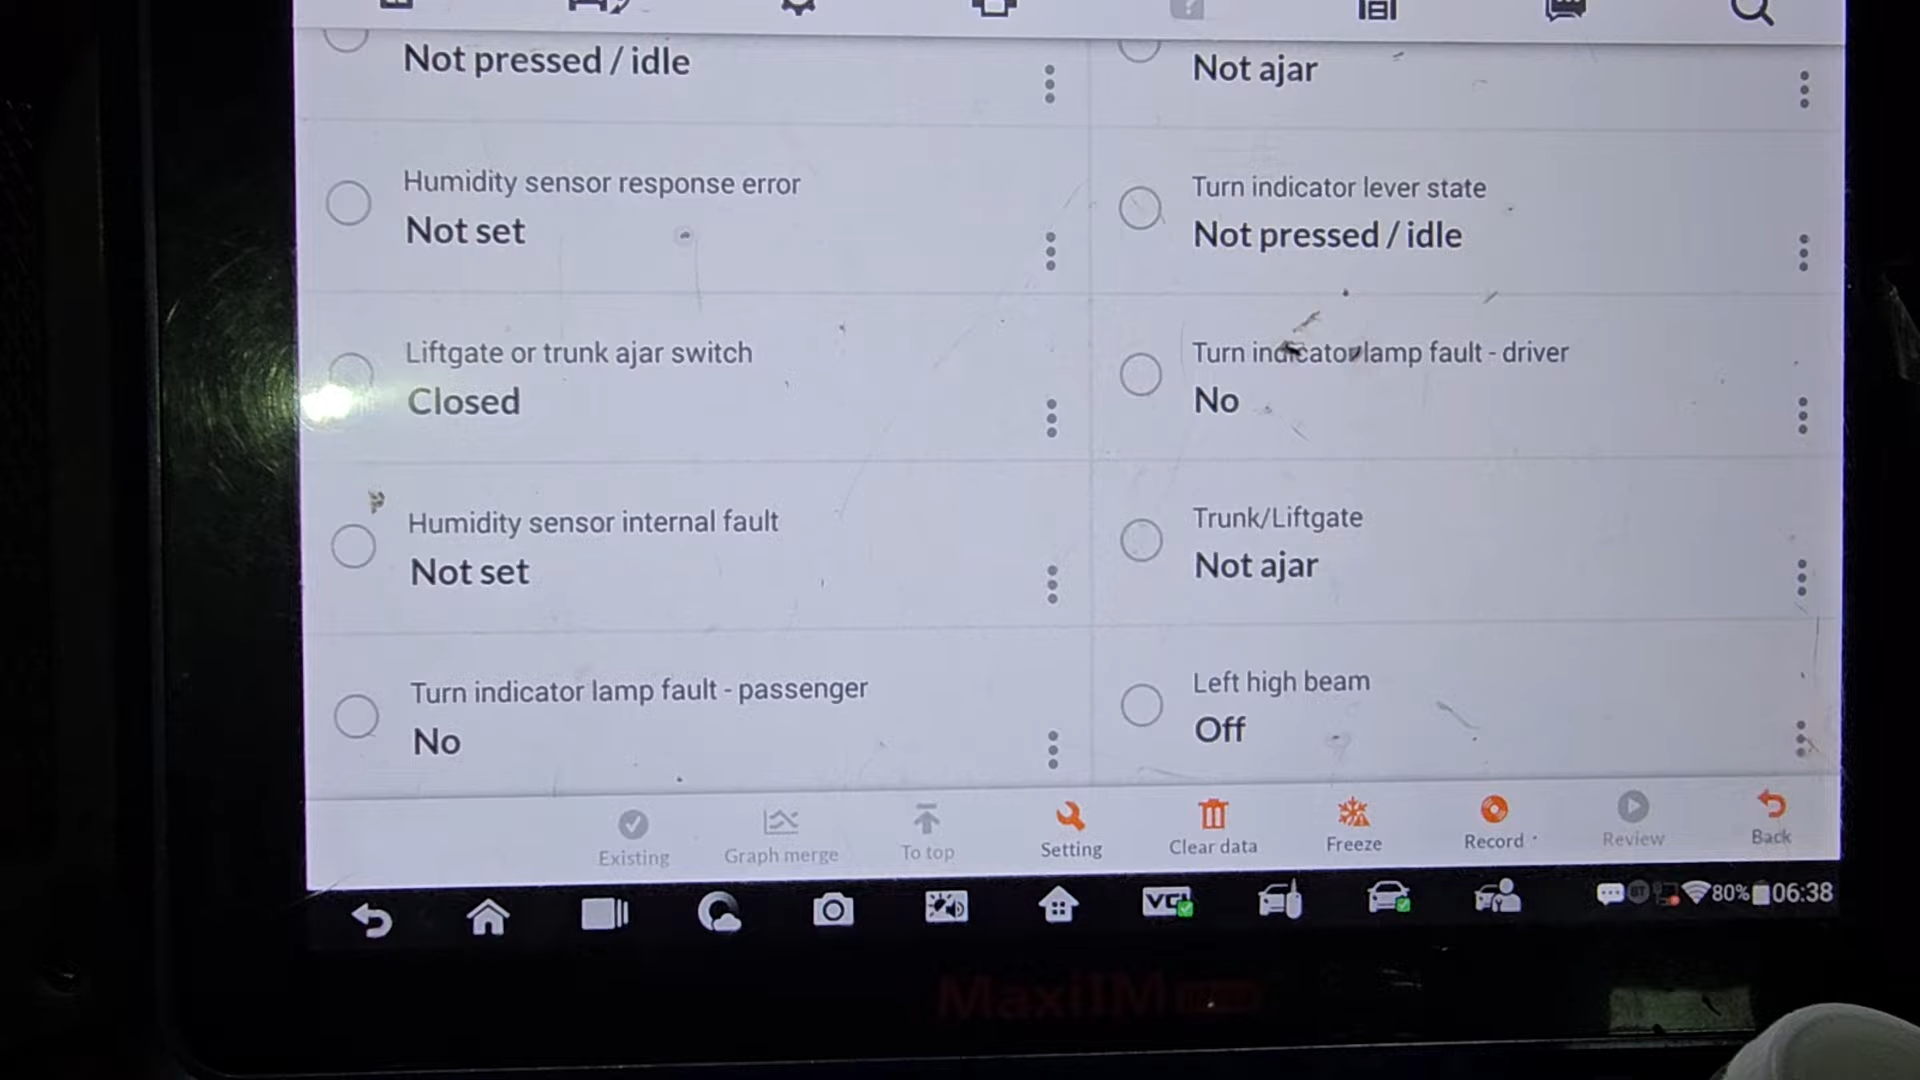 Not pressed / idle
Not ajar
Humidity sensor response error
Not set
Turn indicator lever state
Not pressed / idle
Liftgate or trunk ajar switch
Closed
Turn indicator lamp fault - driver
No
Humidity sensor internal fault
Not set
Trunk/Liftgate
Not ajar
Turn indicator lamp fault - passenger
No
Left high beam
Off
Existing
Graph merge
To top
Setting
Clear data
Freeze
Record
Review
Back
VCI
80%
06:38
MaxiIM